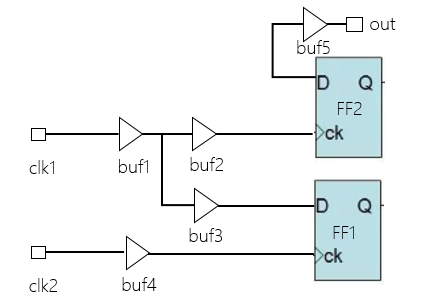 out
buf5
D Q
FF2
ck
clk1
buf1
buf2
buf3
D Q
FF1
ck
clk2
buf4